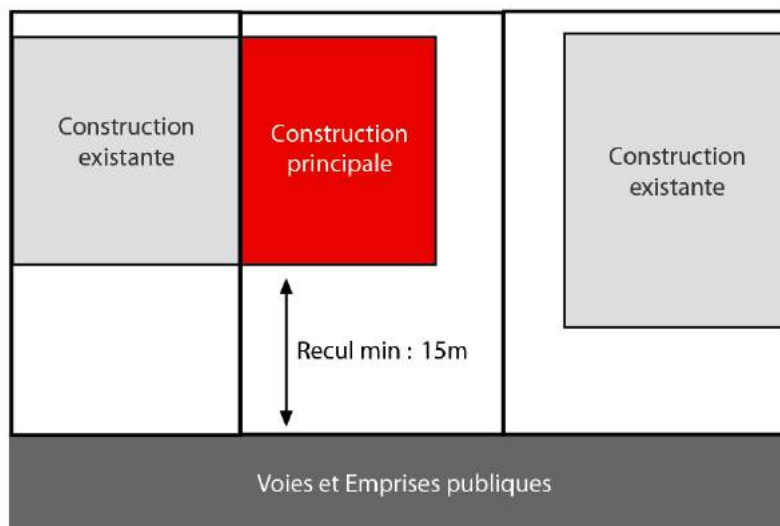 Construction
existante
Construction
principale
Construction
existante
Recul min : 15m
Voies et Emprises publiques